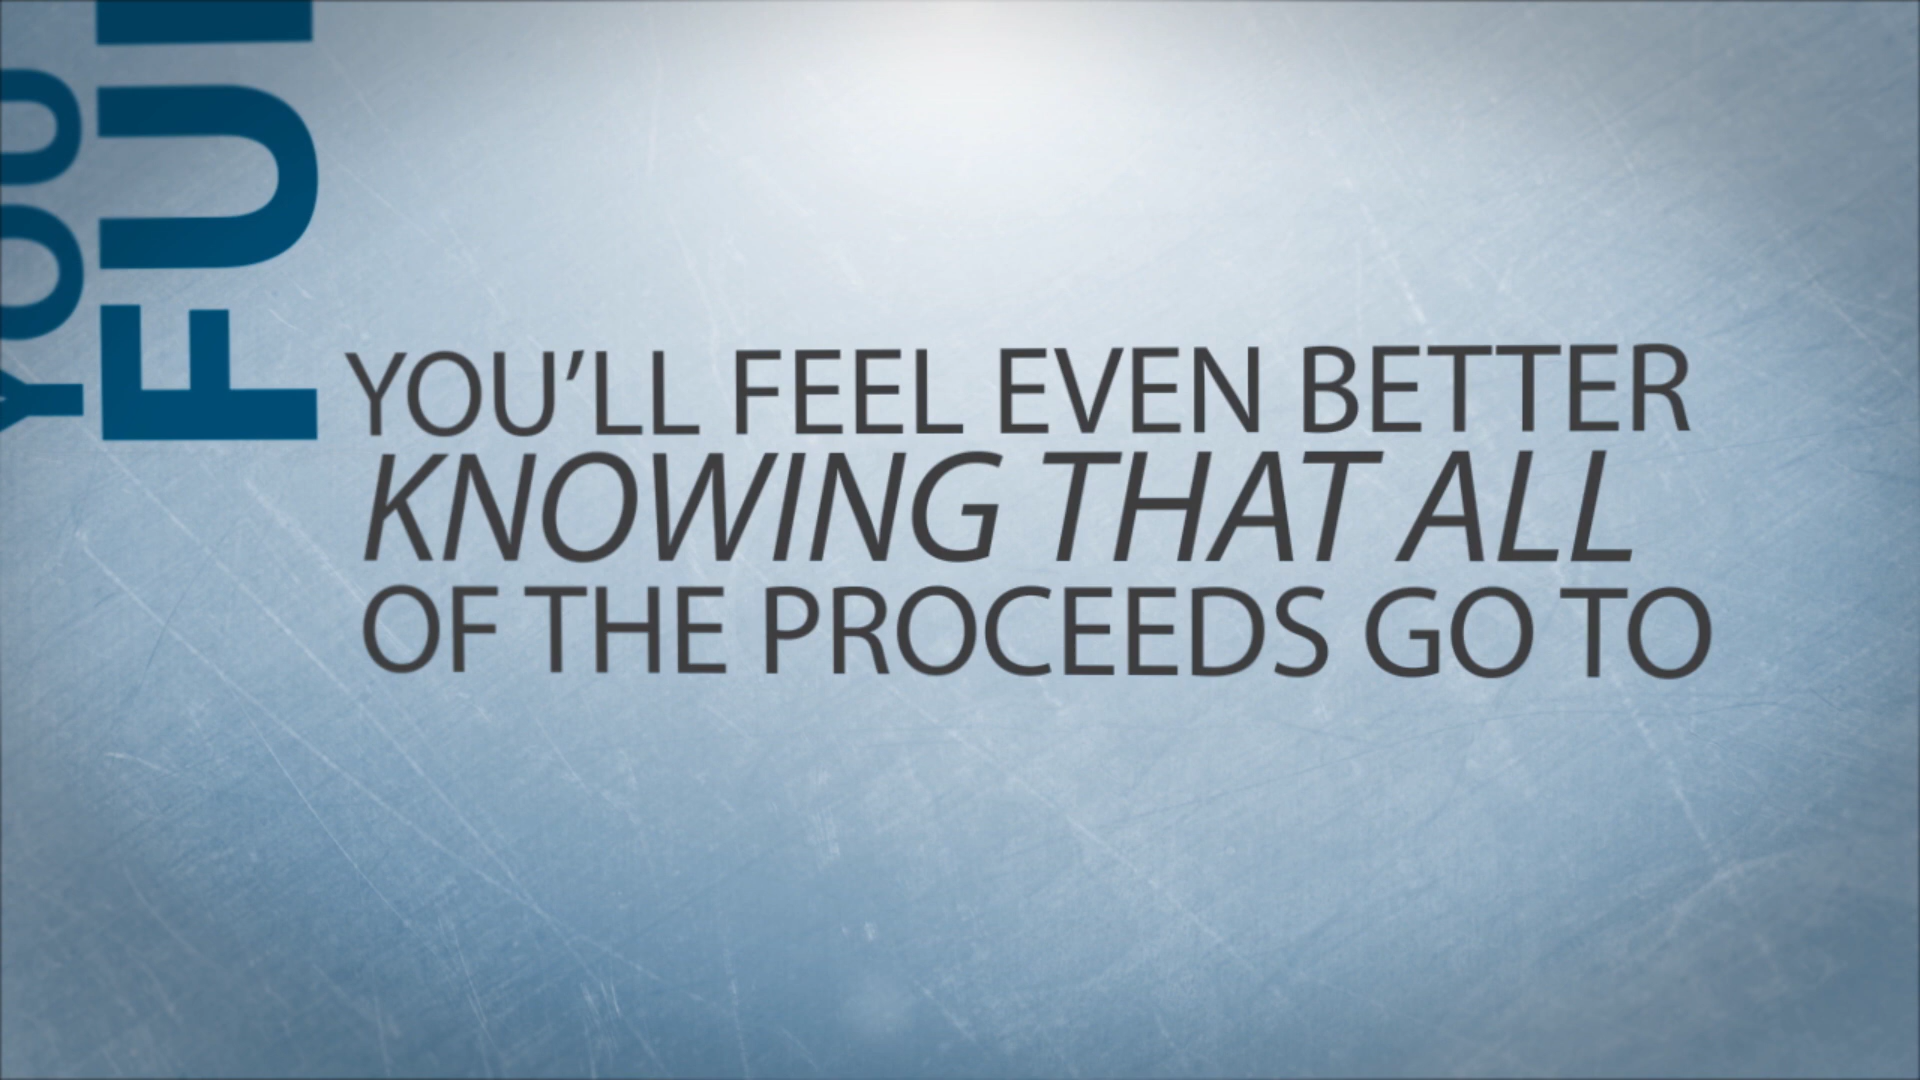 YOU'LL FEEL EVEN BETTER
KNOWING THAT ALL
OF THE PROCEEDS GO TO